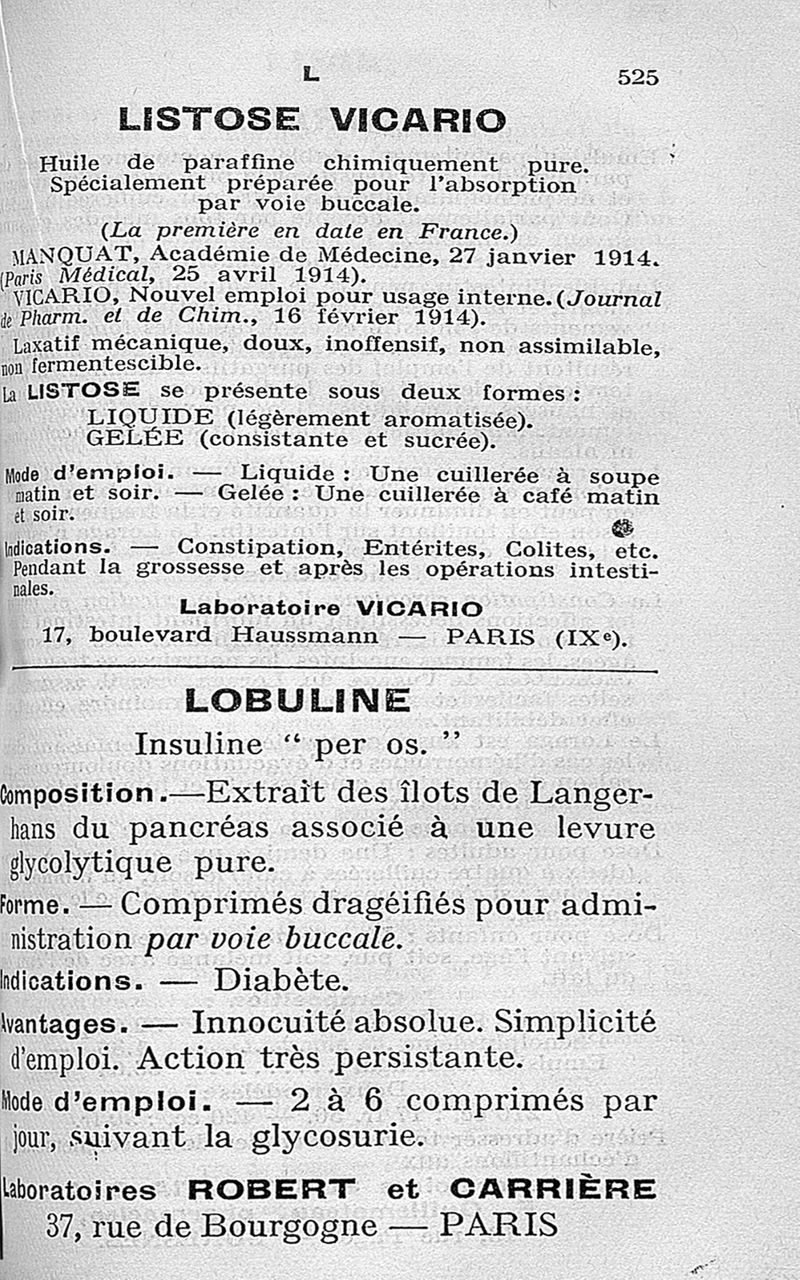 L 525
LISTOSE VICARIO
Huile de paraffine chimiquement pure.
Spécialement préparée pour l'absorption
par voie buccale.
(La première en date en France.)
MANQUAT, Académie de Médecine, 27 janvier 1914.
(Paris Médical, 25 avril 1914).
VICARIO, Nouvel emploi pour usage interne. (Journal
de Pharm. et de Chim., 16 février 1914).
Laxatif mécanique, doux, inoffensif, non assimilable,
non fermentescible.
La LISTOSE se présente sous deux formes :
LIQUIDE (légèrement aromatisée).
GELÉE (consistante et sucrée).
Mode d'emploi. — Liquide : Une cuillerée à soupe
matin et soir. — Gelée : Une cuillerée à café matin
et soir.
Indications. — Constipation, Entérites, Colites, etc.
Pendant la grossesse et après les opérations intesti-
nales.
Laboratoire VICARIO
17, boulevard Haussmann — PARIS (IXe).
LOBULINE
Insuline “ per os. ”
Composition. — Extrait des îlots de Langer-
hans du pancréas associé à une levure
glycolytique pure.
Forme. — Comprimés dragéifiés pour admi-
nistration par voie buccale.
Indications. — Diabète.
Avantages. — Innocuité absolue. Simplicité
d'emploi. Action très persistante.
Mode d'emploi. — 2 à 6 comprimés par
jour, suivant la glycosurie.
Laboratoires ROBERT et CARRIÈRE
37, rue de Bourgogne — PARIS